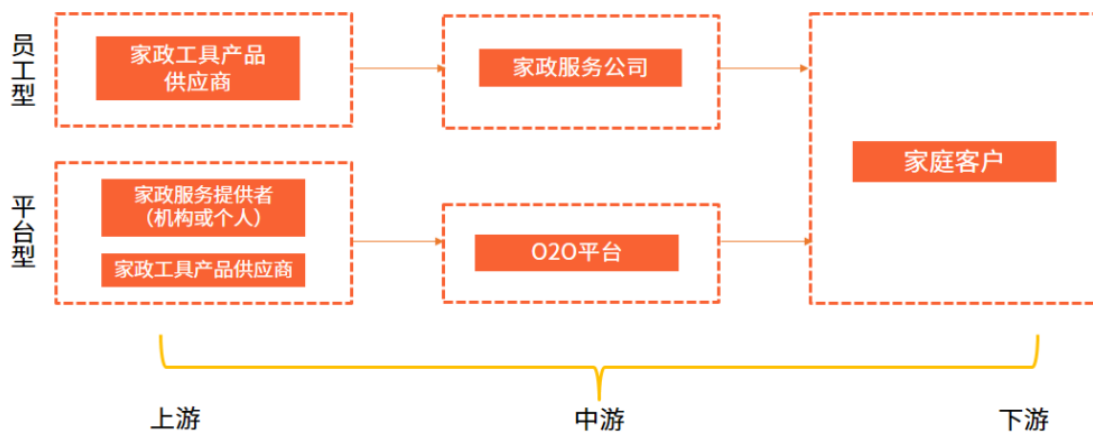 员工型
家政工具产品
供应商
家政服务公司
家庭客户
平台型
家政服务提供者
（机构或个人）
家政工具产品供应商
O2O平台
上游
中游
下游